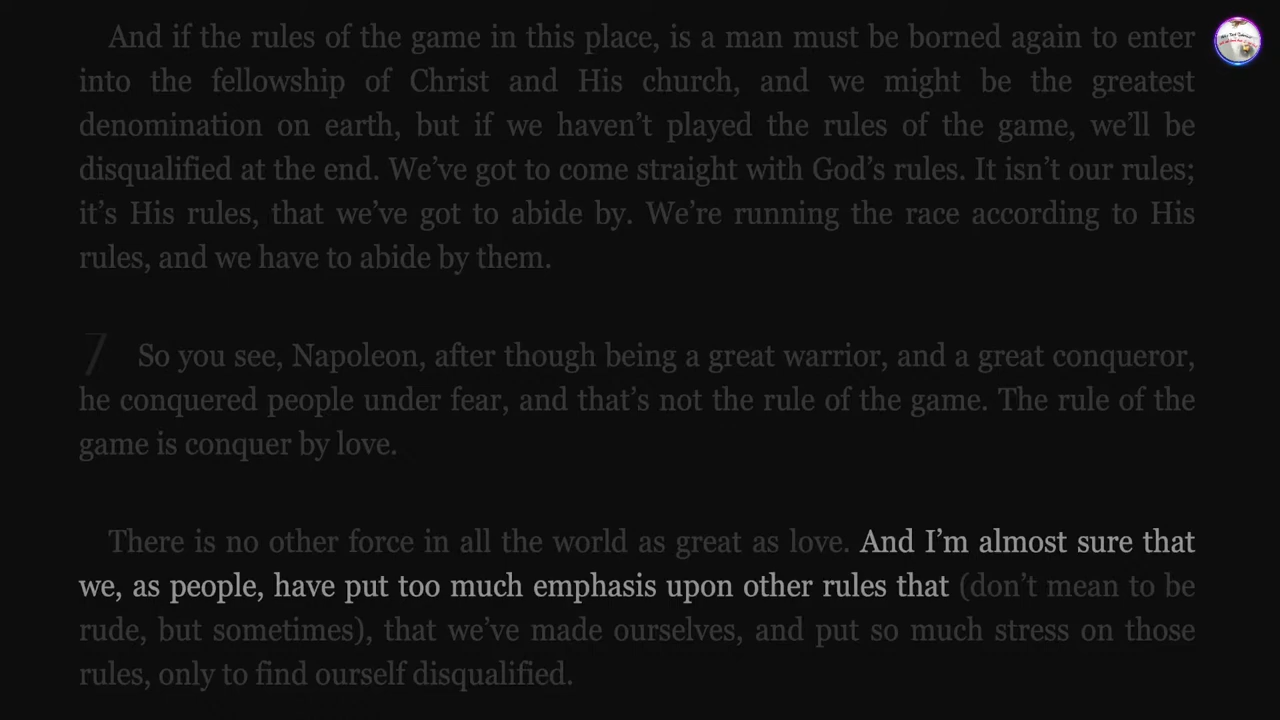 And if the rules of the game in this place, is a man must be borned again to enter
into the fellowship of Christ and His church, and we might be the greatest
denomination on earth, but if we haven’t played the rules of the game, we’ll be
disqualified at the end. We’ve got to come straight with God’s rules. It isn’t our rules;
it’s His rules, that we’ve got to abide by. We’re running the race according to His
rules, and we have to abide by them.
7 So you see, Napoleon, after though being a great warrior, and a great conqueror,
he conquered people under fear, and that’s not the rule of the game. The rule of the
game is conquer by love.
There is no other force in all the world as great as love. And I’m almost sure that
we, as people, have put too much emphasis upon other rules that (don’t mean to be
rude, but sometimes), that we’ve made ourselves, and put so much stress on those
rules, only to find ourself disqualified.